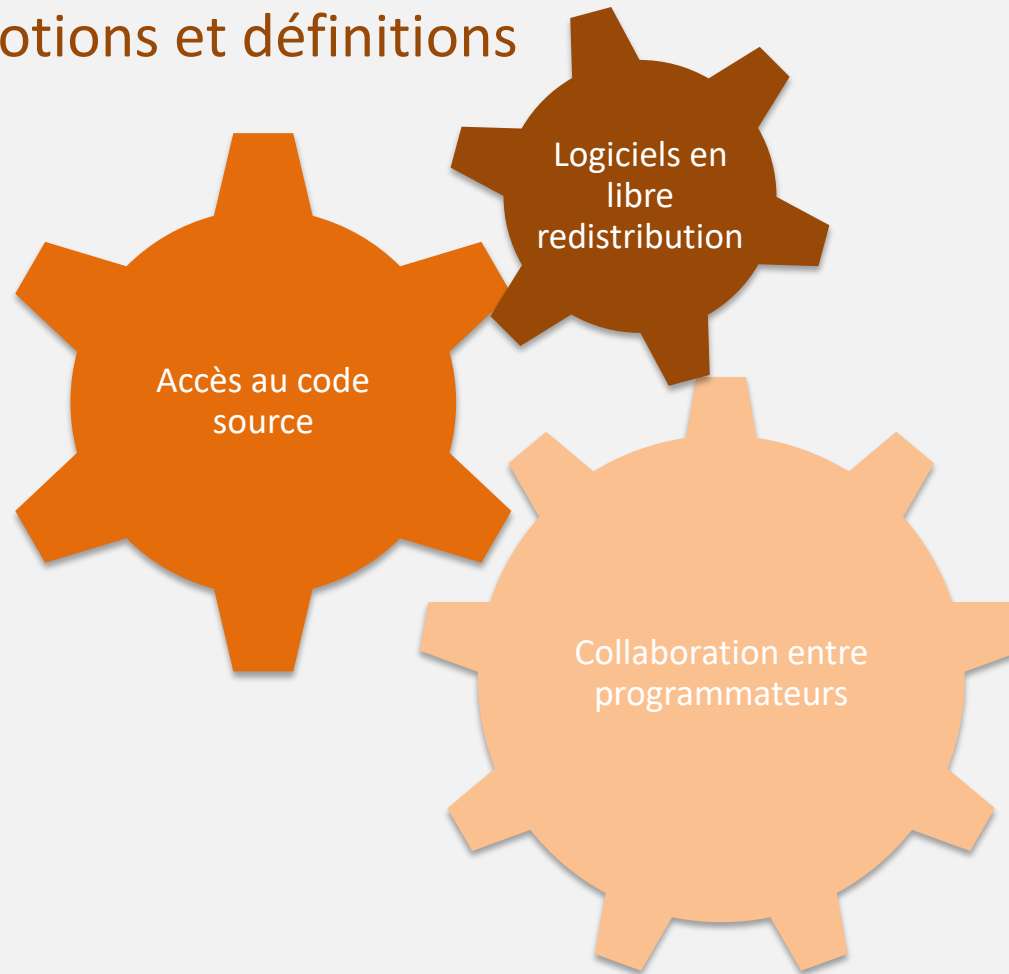 otions et définitions
Logiciels en
libre
redistribution
Accès au code
source
Collaboration entre
programmateurs